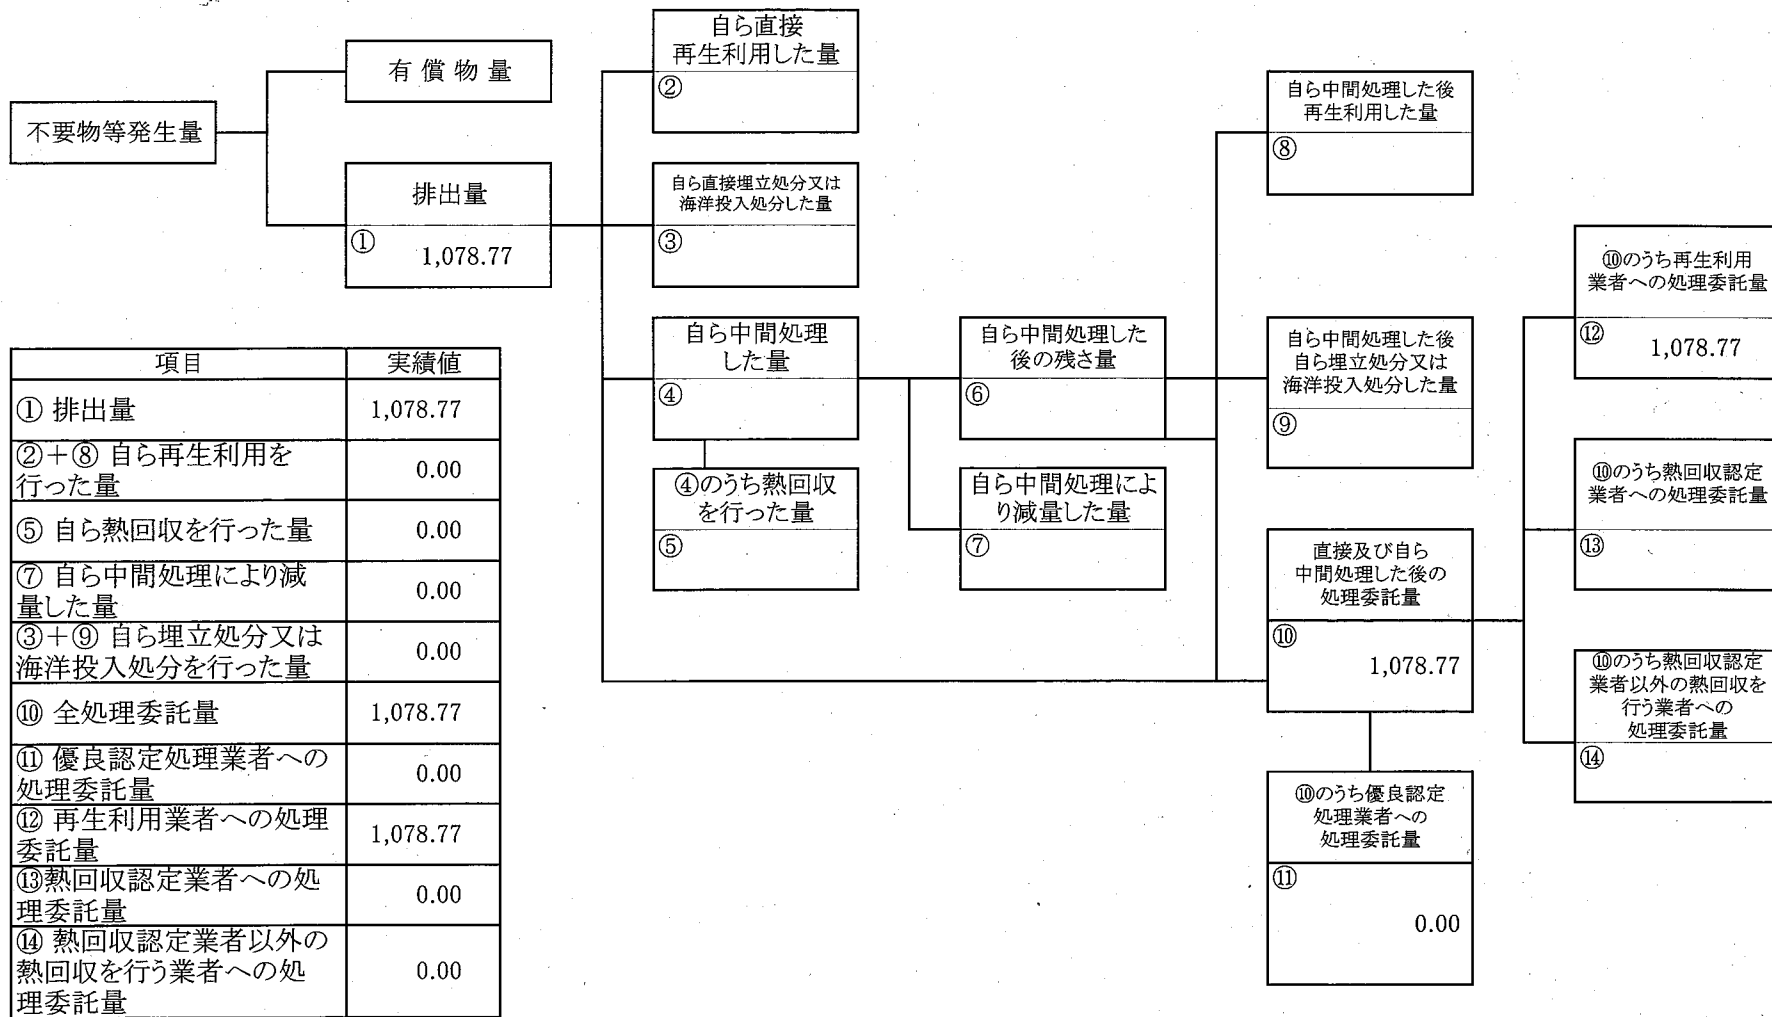 不要物等発生量
有償物量
排出量
①
1,078.77
自ら直接
再生利用した量
②
自ら直接埋立処分又は
海洋投入処分した量
③
自ら中間処理
した量
④
④のうち熱回収
を行った量
⑤
自ら中間処理した
後の残さ量
⑥
自ら中間処理によ
り減量した量
⑦
自ら中間処理した後
再生利用した量
⑧
自ら中間処理した後
自ら埋立処分又は
海洋投入処分した量
⑨
直接及び自ら
中間処理した後の
処理委託量
⑩
1,078.77
⑩のうち優良認定
処理業者への
処理委託量
⑪
0.00
⑩のうち再生利用
業者への処理委託量
⑫
1,078.77
⑩のうち熱回収認定
業者への処理委託量
⑬
⑩のうち熱回収認定
業者以外の熱回収を
行う業者への
処理委託量
⑭
項目 実績値
① 排出量 1,078.77
②＋⑧ 自ら再生利用を
行った量 0.00
⑤ 自ら熱回収を行った量 0.00
⑦ 自ら中間処理により減
量した量 0.00
③＋⑨ 自ら埋立処分又は
海洋投入処分を行った量 0.00
⑩ 全処理委託量 1,078.77
⑪ 優良認定処理業者への
処理委託量 0.00
⑫ 再生利用業者への処理
委託量 1,078.77
⑬熱回収認定業者への処
理委託量 0.00
⑭ 熱回収認定業者以外の
熱回収を行う業者への処
理委託量 0.00